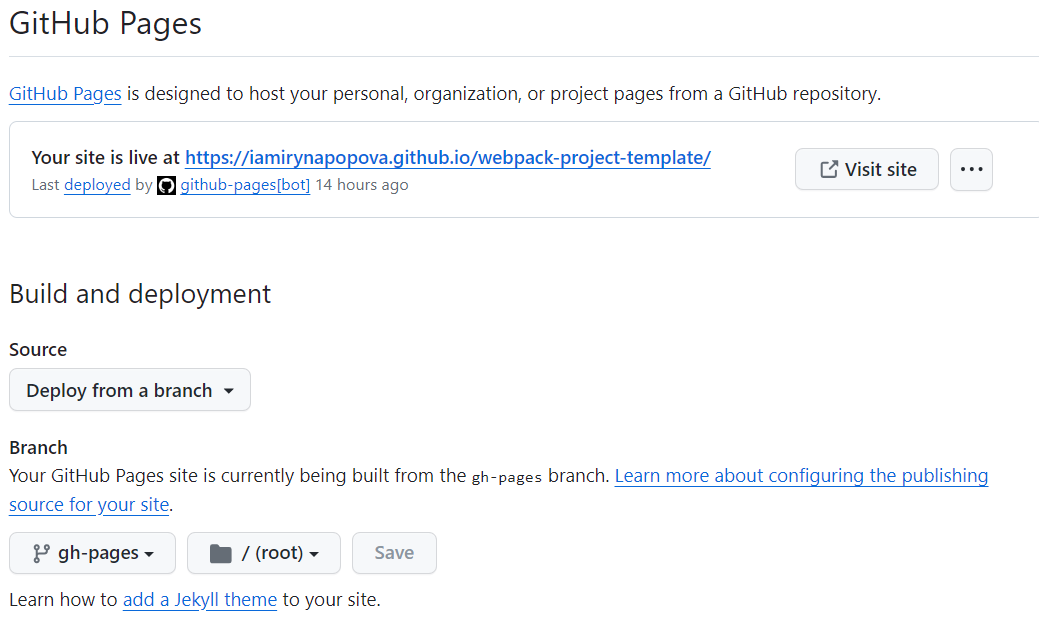 GitHub Pages
GitHub Pages is designed to host your personal, organization, or project pages from a GitHub repository.
Your site is live at https://iamirynapopova.github.io/webpack-project-template/
Last deployed by github-pages[bot] 14 hours ago
Visit site
Build and deployment
Source
Deploy from a branch
Branch
Your GitHub Pages site is currently being built from the gh-pages branch. Learn more about configuring the publishing
source for your site.
gh-pages
/ (root)
Save
Learn how to add a Jekyll theme to your site.